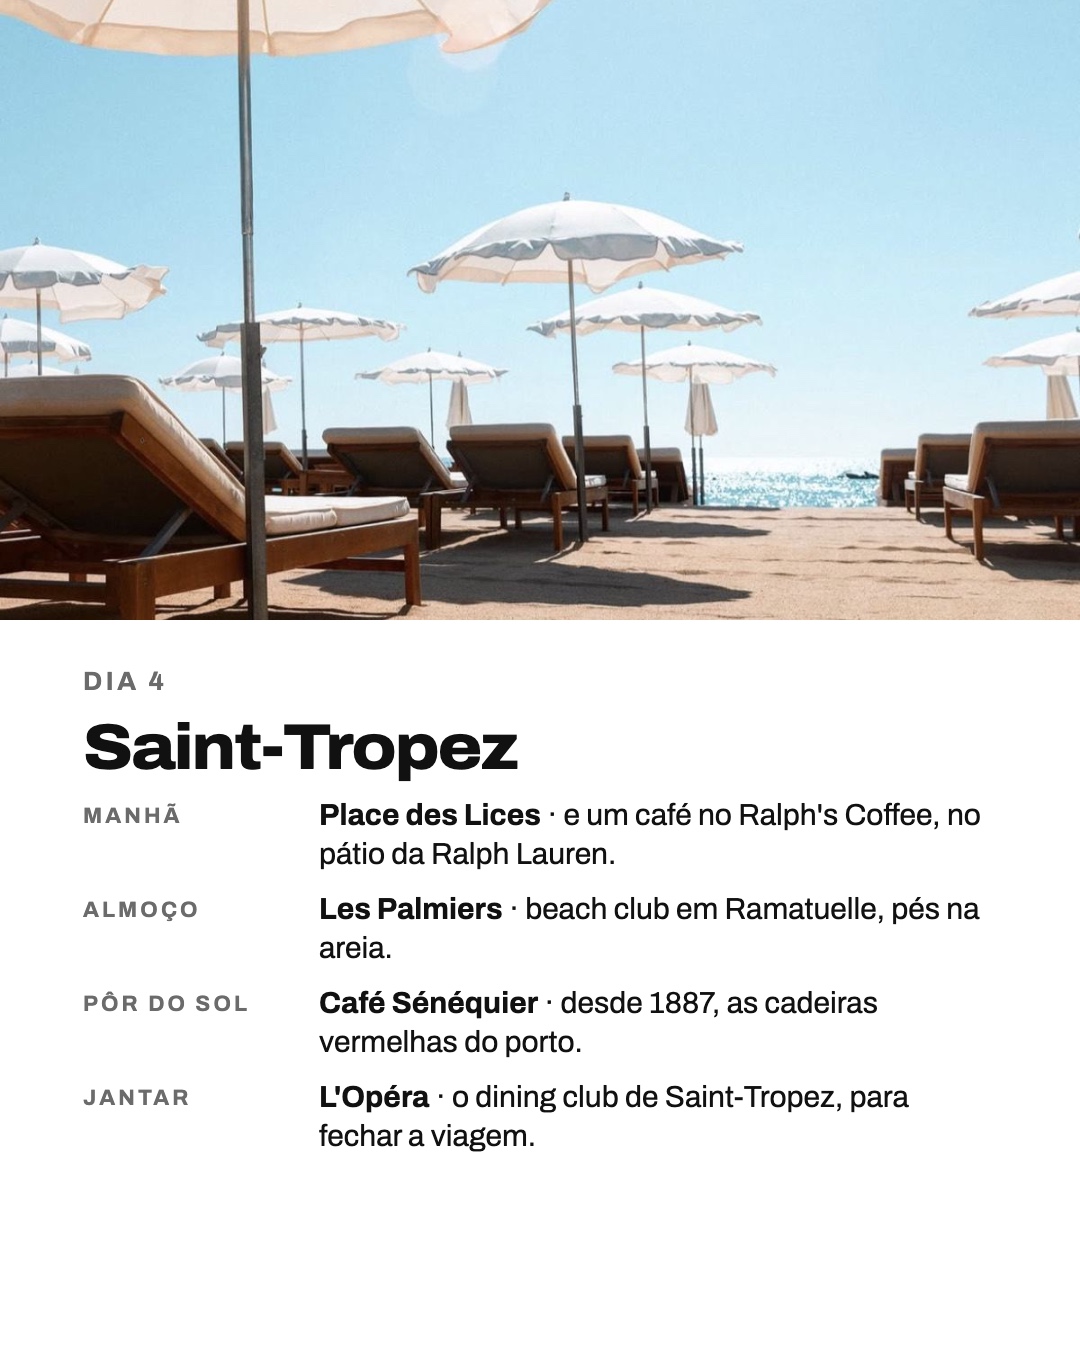 DIA 4
Saint-Tropez
MANHÃ
Place des Lices · e um café no Ralph's Coffee, no
pátio da Ralph Lauren.
ALMOÇO
Les Palmiers · beach club em Ramatuelle, pés na
areia.
PÔR DO SOL
Café Sénéquier · desde 1887, as cadeiras
vermelhas do porto.
JANTAR
L'Opéra · o dining club de Saint-Tropez, para
fechar a viagem.